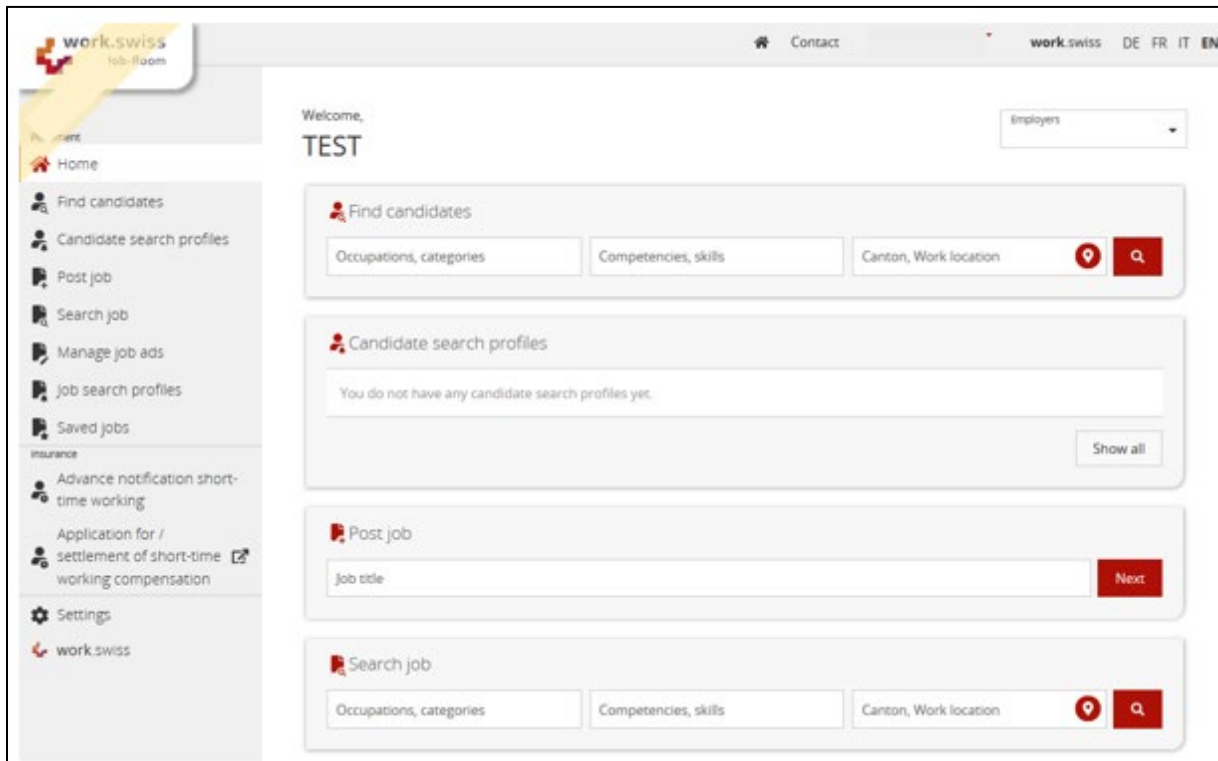 work.swiss
Job-Room
Contact
work.swiss DE FR IT EN
Welcome,
TEST
Employers
Home
Find candidates
Candidate search profiles
Post job
Search job
Manage job ads
Job search profiles
Saved jobs
Insurance
Advance notification short-
time working
Application for /
settlement of short-time
working compensation
Settings
work.swiss
Find candidates
Occupations, categories
Competencies, skills
Canton, Work location
Candidate search profiles
You do not have any candidate search profiles yet.
Show all
Post job
Job title
Next
Search job
Occupations, categories
Competencies, skills
Canton, Work location